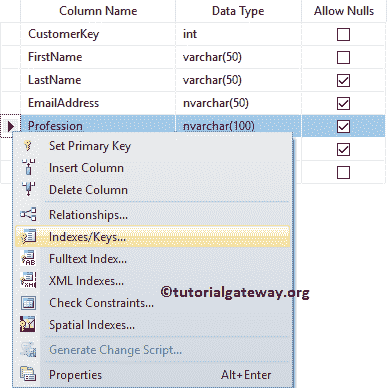 Column Name Data Type Allow Nulls
CustomerKey int
FirstName varchar(50)
LastName varchar(50)
EmailAddress nvarchar(50)
Profession nvarchar(100)
Set Primary Key
Insert Column
Delete Column
Relationships...
Indexes/Keys...
Fulltext Index...
XML Indexes...
©tutorialgateway.org
Check Constraints...
Spatial Indexes...
Generate Change Script...
Properties Alt+Enter